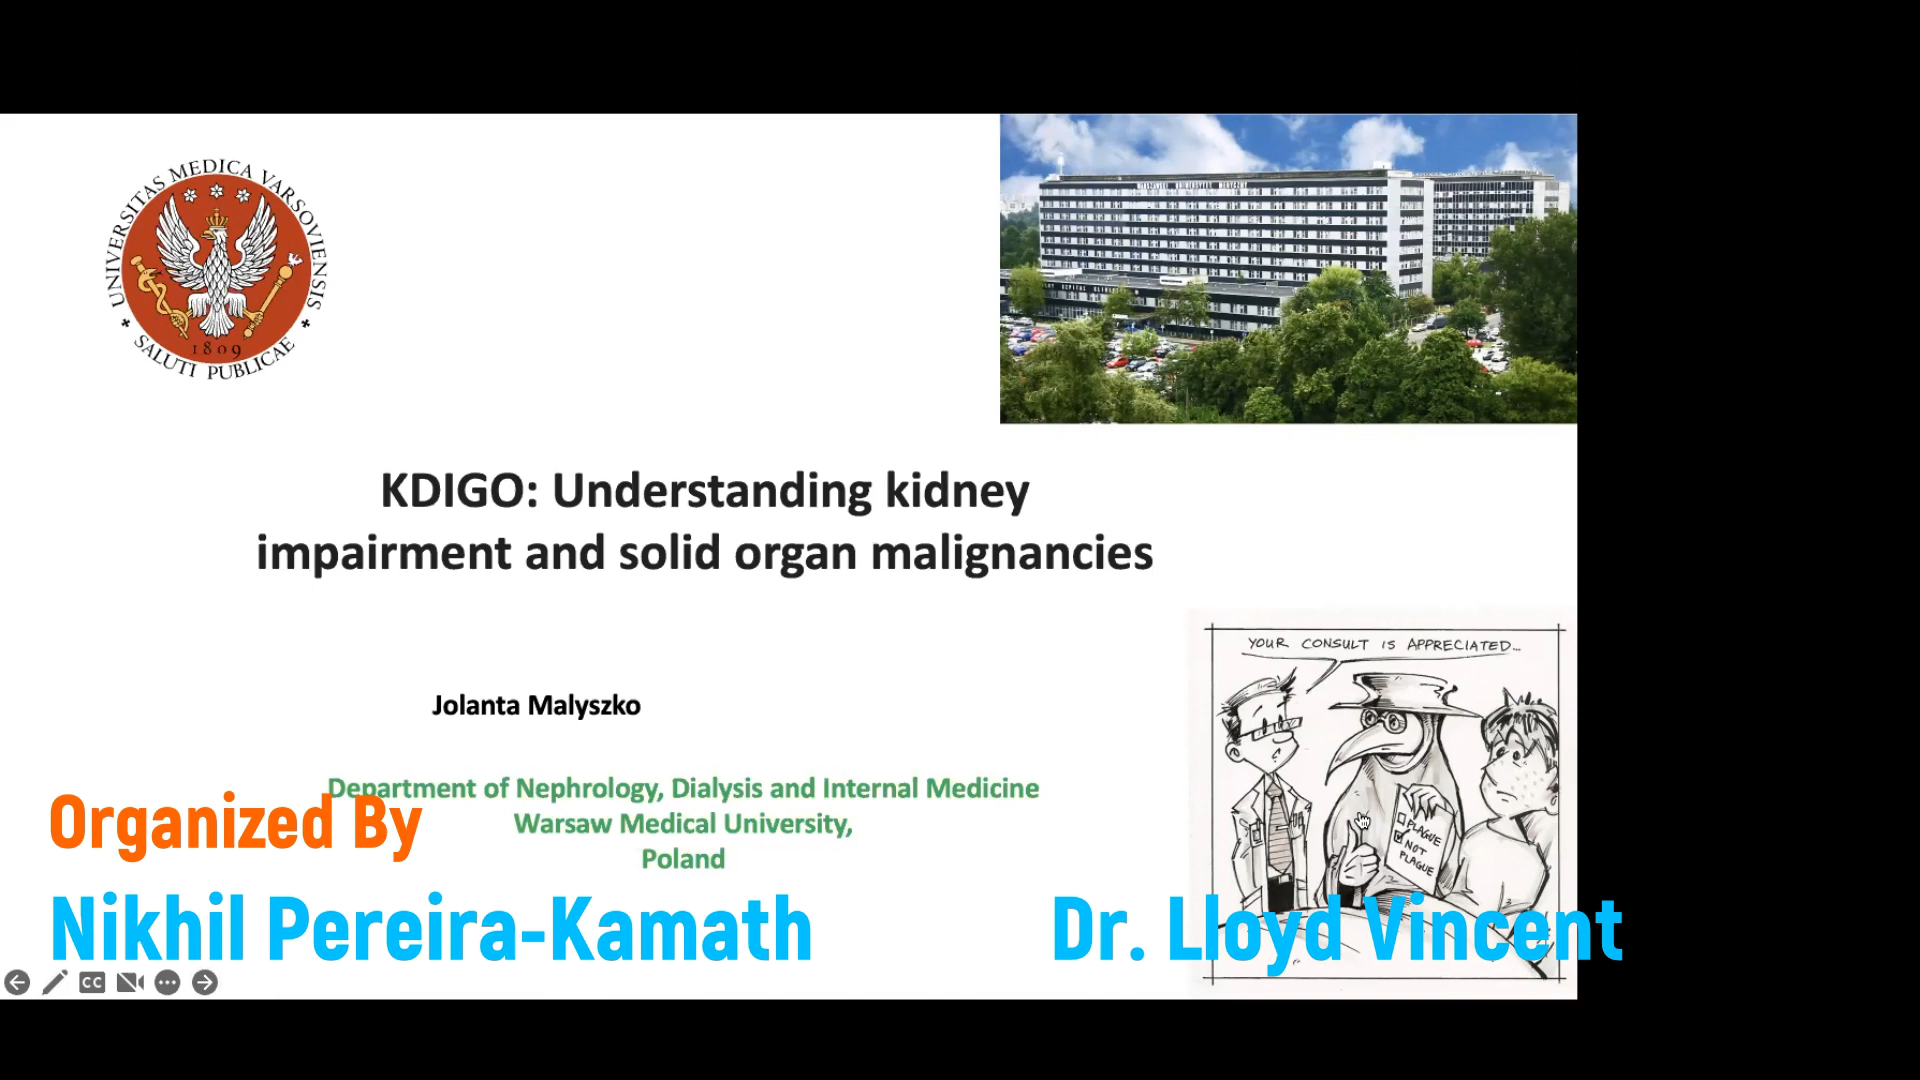 UNIVERSITAS MEDICA VARSOVIENSIS
1809
SALUTI PUBLICAE
KDIGO: Understanding kidney
impairment and solid organ malignancies
YOUR CONSULT IS APPRECIATED...
PLAGUE
NOT
PLAGUE
Jolanta Malyszko
Department of Nephrology, Dialysis and Internal Medicine
Warsaw Medical University,
Poland
Organized By
Nikhil Pereira-Kamath
Dr. Lloyd Vincent
CC